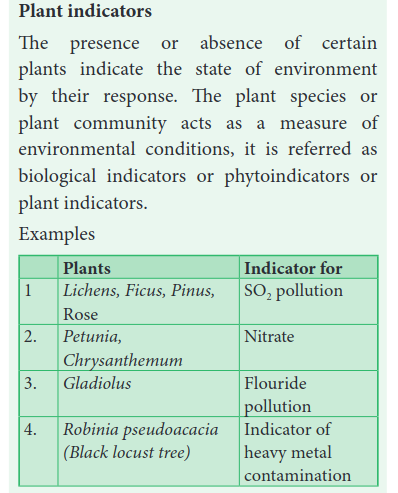 Plant indicators
The presence or absence of certain
plants indicate the state of environment
by their response. The plant species or
plant community acts as a measure of
environmental conditions, it is referred as
biological indicators or phytoindicators or
plant indicators.
Examples
Plants Indicator for
1 Lichens, Ficus, Pinus, SO₂ pollution
Rose
2. Petunia, Nitrate
Chrysanthemum
3. Gladiolus Flouride
pollution
4. Robinia pseudoacacia Indicator of
(Black locust tree) heavy metal
contamination